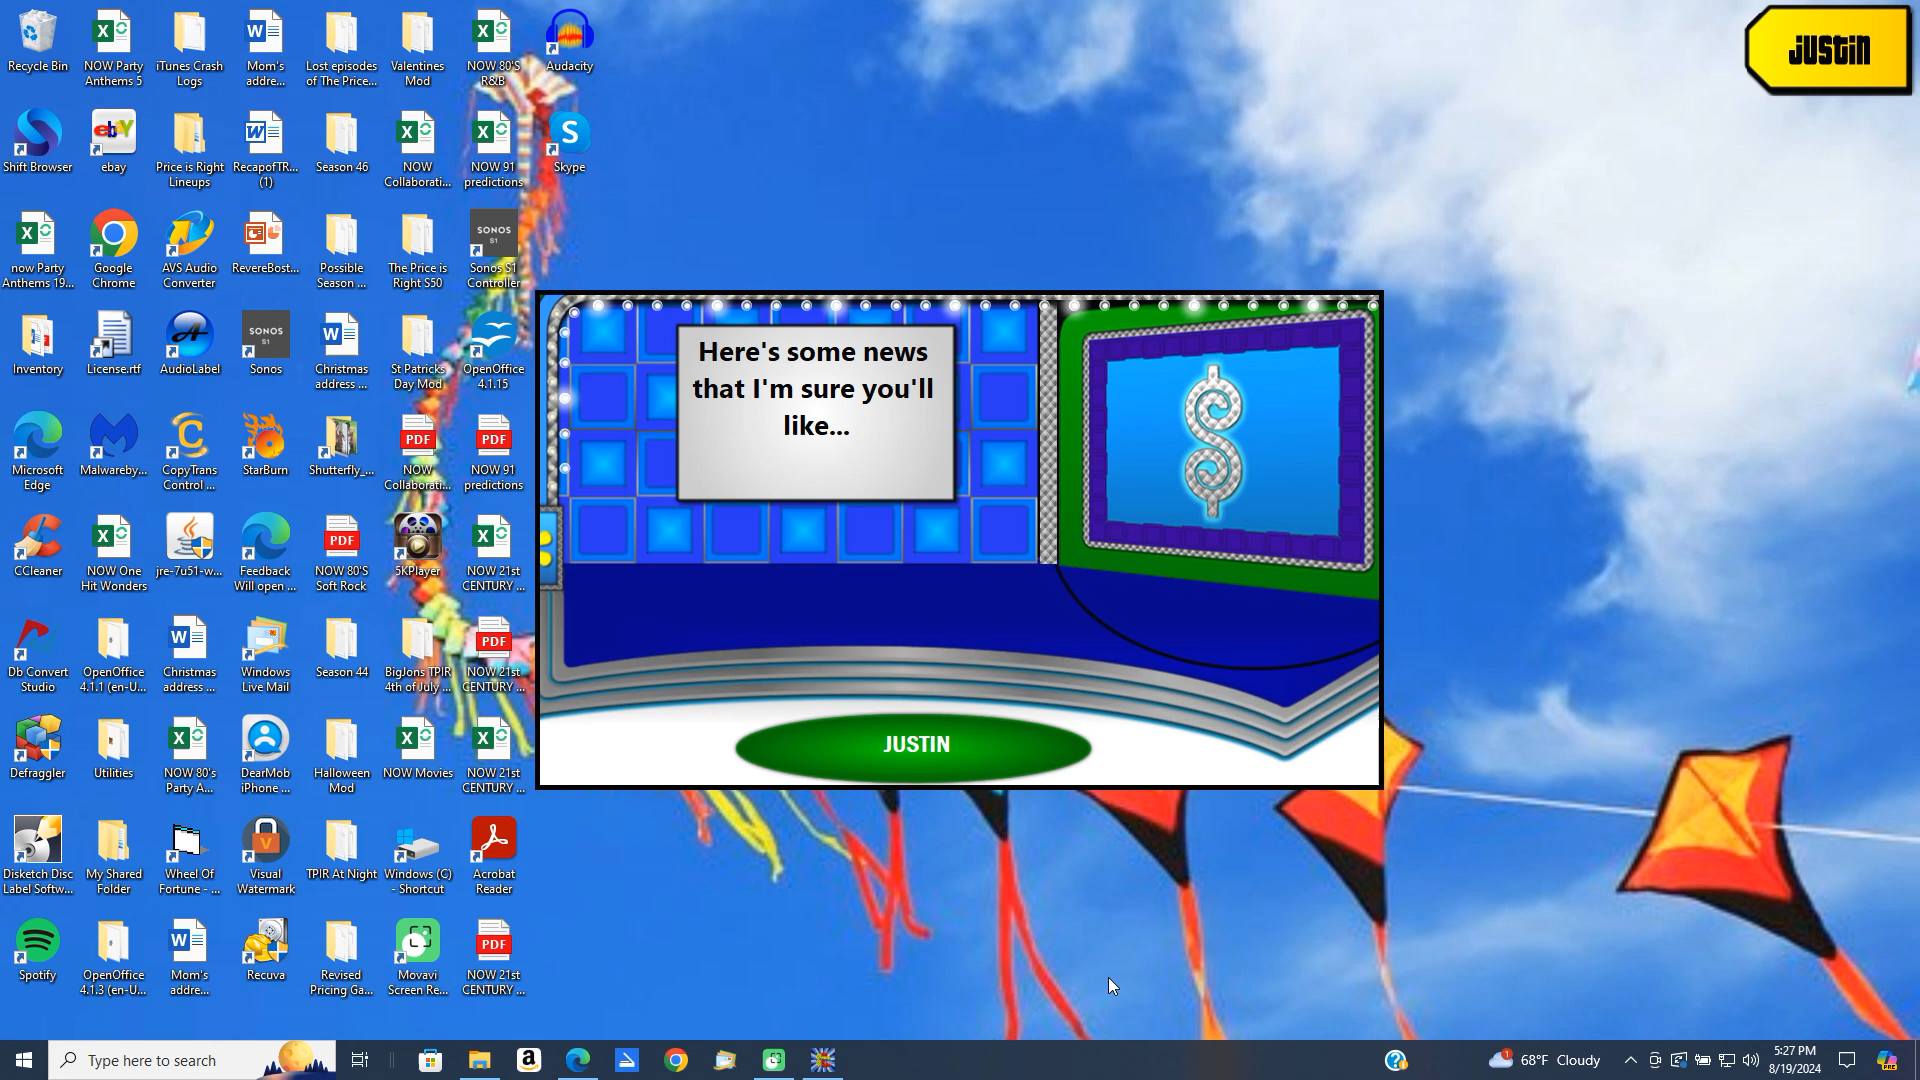 Recycle Bin
NOW Party
Anthems 5
iTunes Crash
Logs
Mom's
addre...
Lost episodes
of The Price...
Valentines
Mod
NOW 80'S
R&B
Audacity
Shift Browser
ebay
ebay
Price is Right
Lineups
RecapofTR...
(1)
Season 46
NOW
Collaborati...
NOW 91
predictions
S
Skype
now Party
Anthems 19...
Google
Chrome
AVS Audio
Converter
RevereBost...
Possible
Season ...
The Price is
Right S50
SONOS
S1
Sonos S1
Controller
Inventory
License.rtf
AudioLabel
SONOS
S1
Sonos
Christmas
address ...
St Patricks
Day Mod
OpenOffice
4.1.15
Microsoft
Edge
Malwareby...
CopyTrans
Control ...
StarBurn
Shutterfly_...
PDF
NOW
Collaborati...
PDF
NOW 91
predictions
CCleaner
NOW One
Hit Wonders
jre-7u51-w...
Feedback
Will open ...
PDF
NOW 80'S
Soft Rock
5KPlayer
NOW 21st
CENTURY ...
Db Convert
Studio
OpenOffice
4.1.1 (en-U...
Christmas
address ...
Windows
Live Mail
Season 44
BigJons TPIR
4th of July ...
PDF
NOW 21st
CENTURY ...
Defraggler
Utilities
NOW 80's
Party A...
DearMob
iPhone ...
Halloween
Mod
NOW Movies
NOW 21st
CENTURY ...
Disketch Disc
Label Softw...
My Shared
Folder
Wheel Of
Fortune - ...
Visual
Watermark
TPIR At Night
Windows (C)
- Shortcut
Acrobat
Reader
Spotify
OpenOffice
4.1.3 (en-U...
Mom's
addre...
Recuva
Revised
Pricing Ga...
Movavi
Screen Re...
PDF
NOW 21st
CENTURY ...
JUSTIN
Here's some news
that I'm sure you'll
like...
$
JUSTIN
Type here to search
68°F Cloudy
5:27 PM
8/19/2024